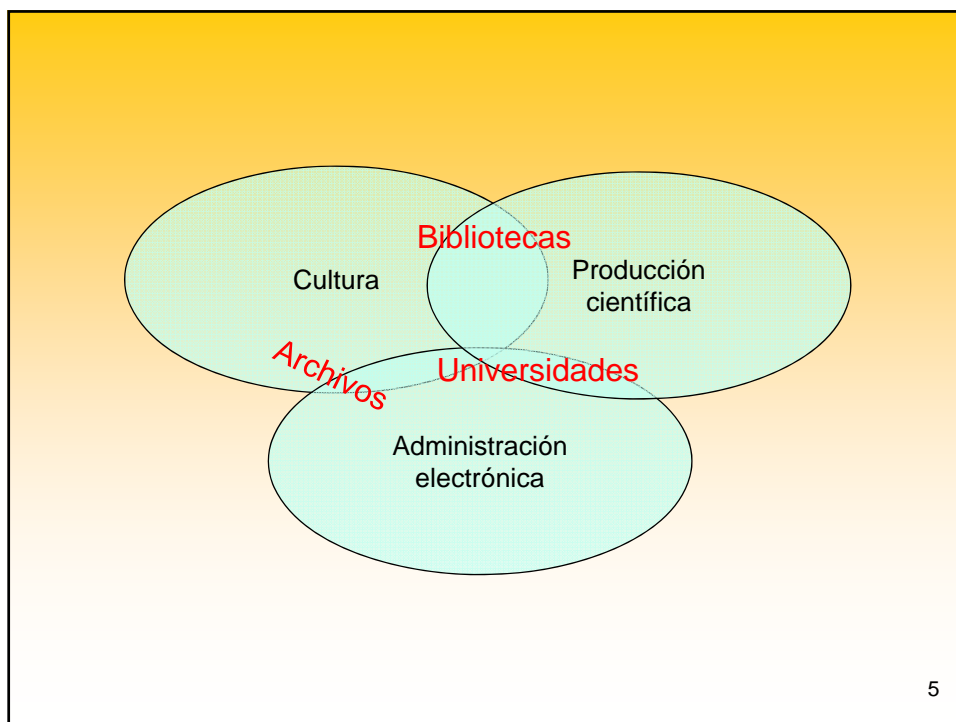 Bibliotecas
Cultura
Producción
científica
Archivos
Universidades
Administración
electrónica
5